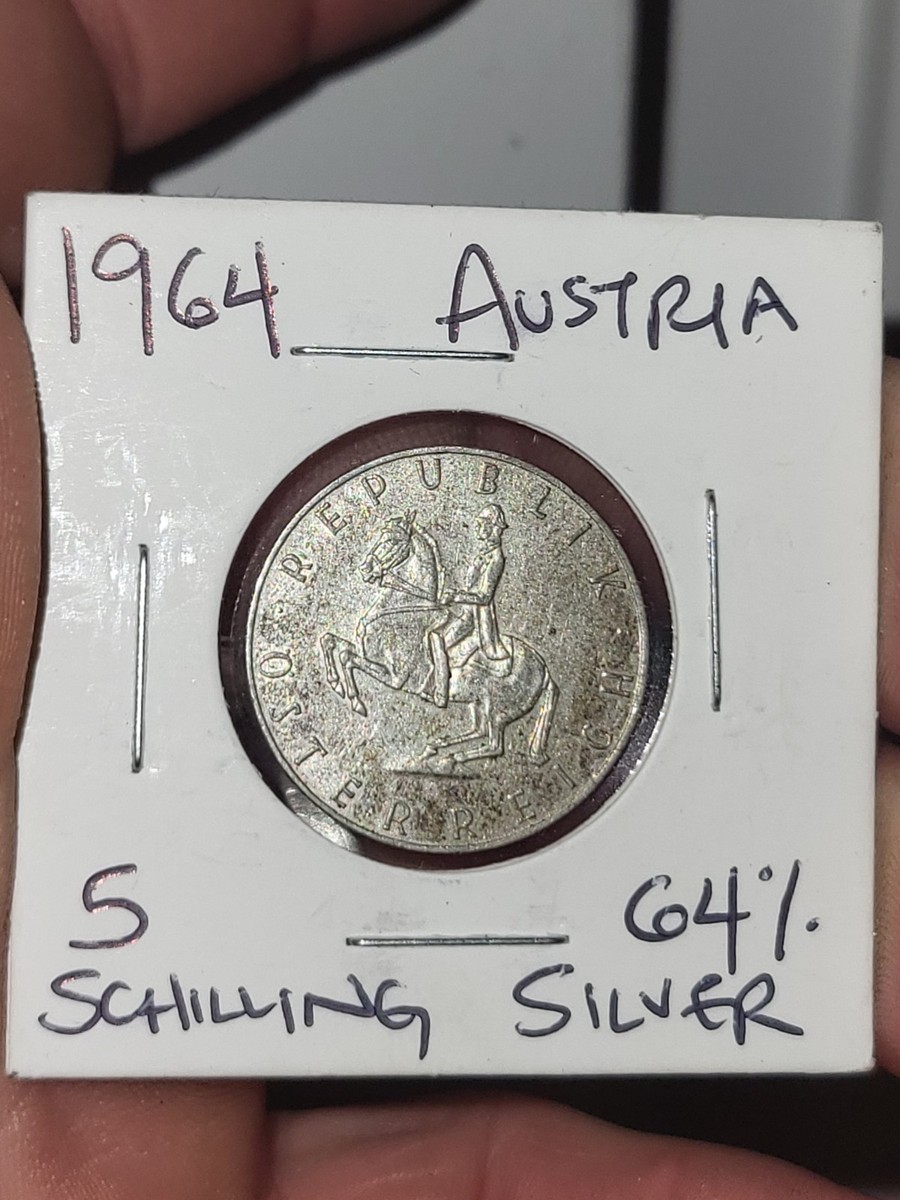 1964 AUSTRIA
REPUBLIK
ÖSTERREICH
5 64%
SCHILLING SILVER